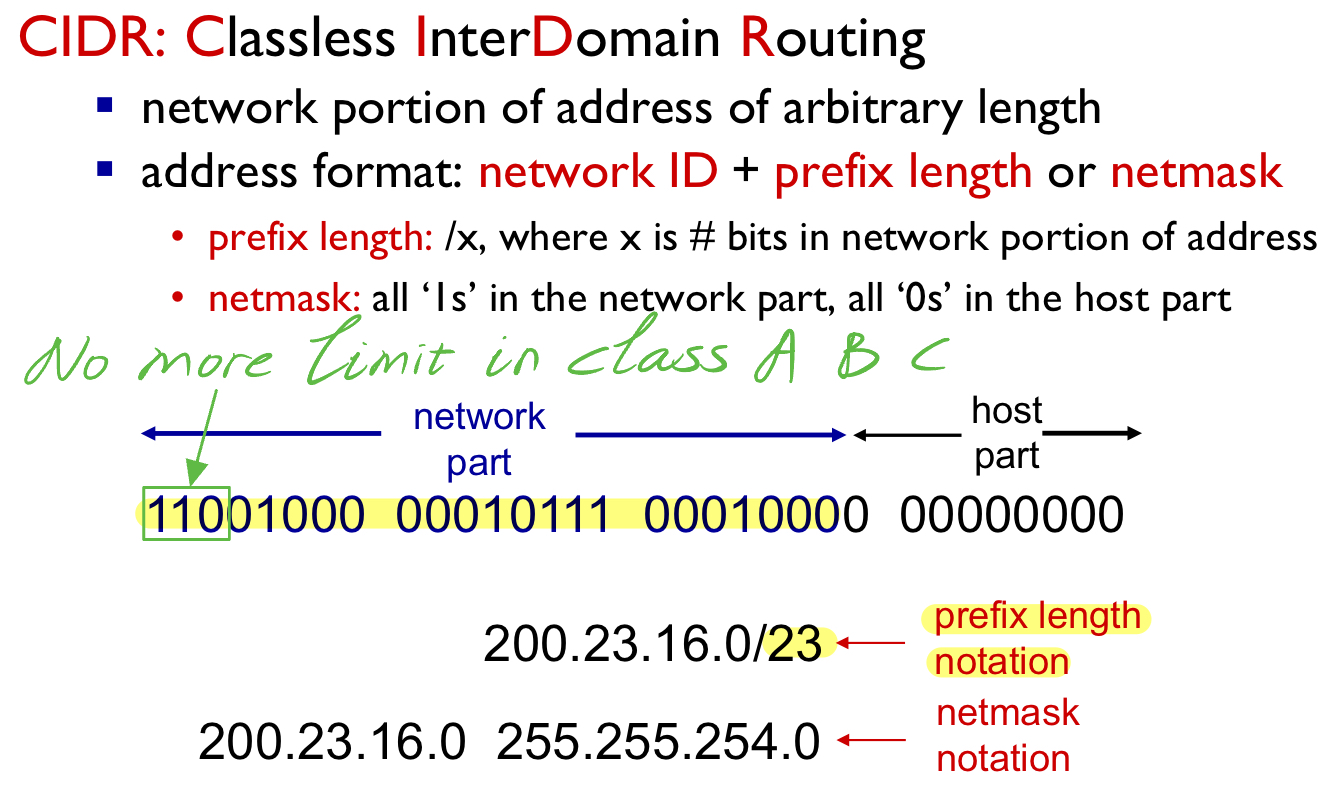 CIDR: Classless InterDomain Routing
network portion of address of arbitrary length
address format: network ID + prefix length or netmask
prefix length: /x, where x is # bits in network portion of address
netmask: all ‘1s’ in the network part, all ‘0s’ in the host part
No more limit in class A B C
network
part
host
part
11001000 00010111 00010000 00000000
200.23.16.0/23
prefix length
notation
200.23.16.0 255.255.254.0
netmask
notation